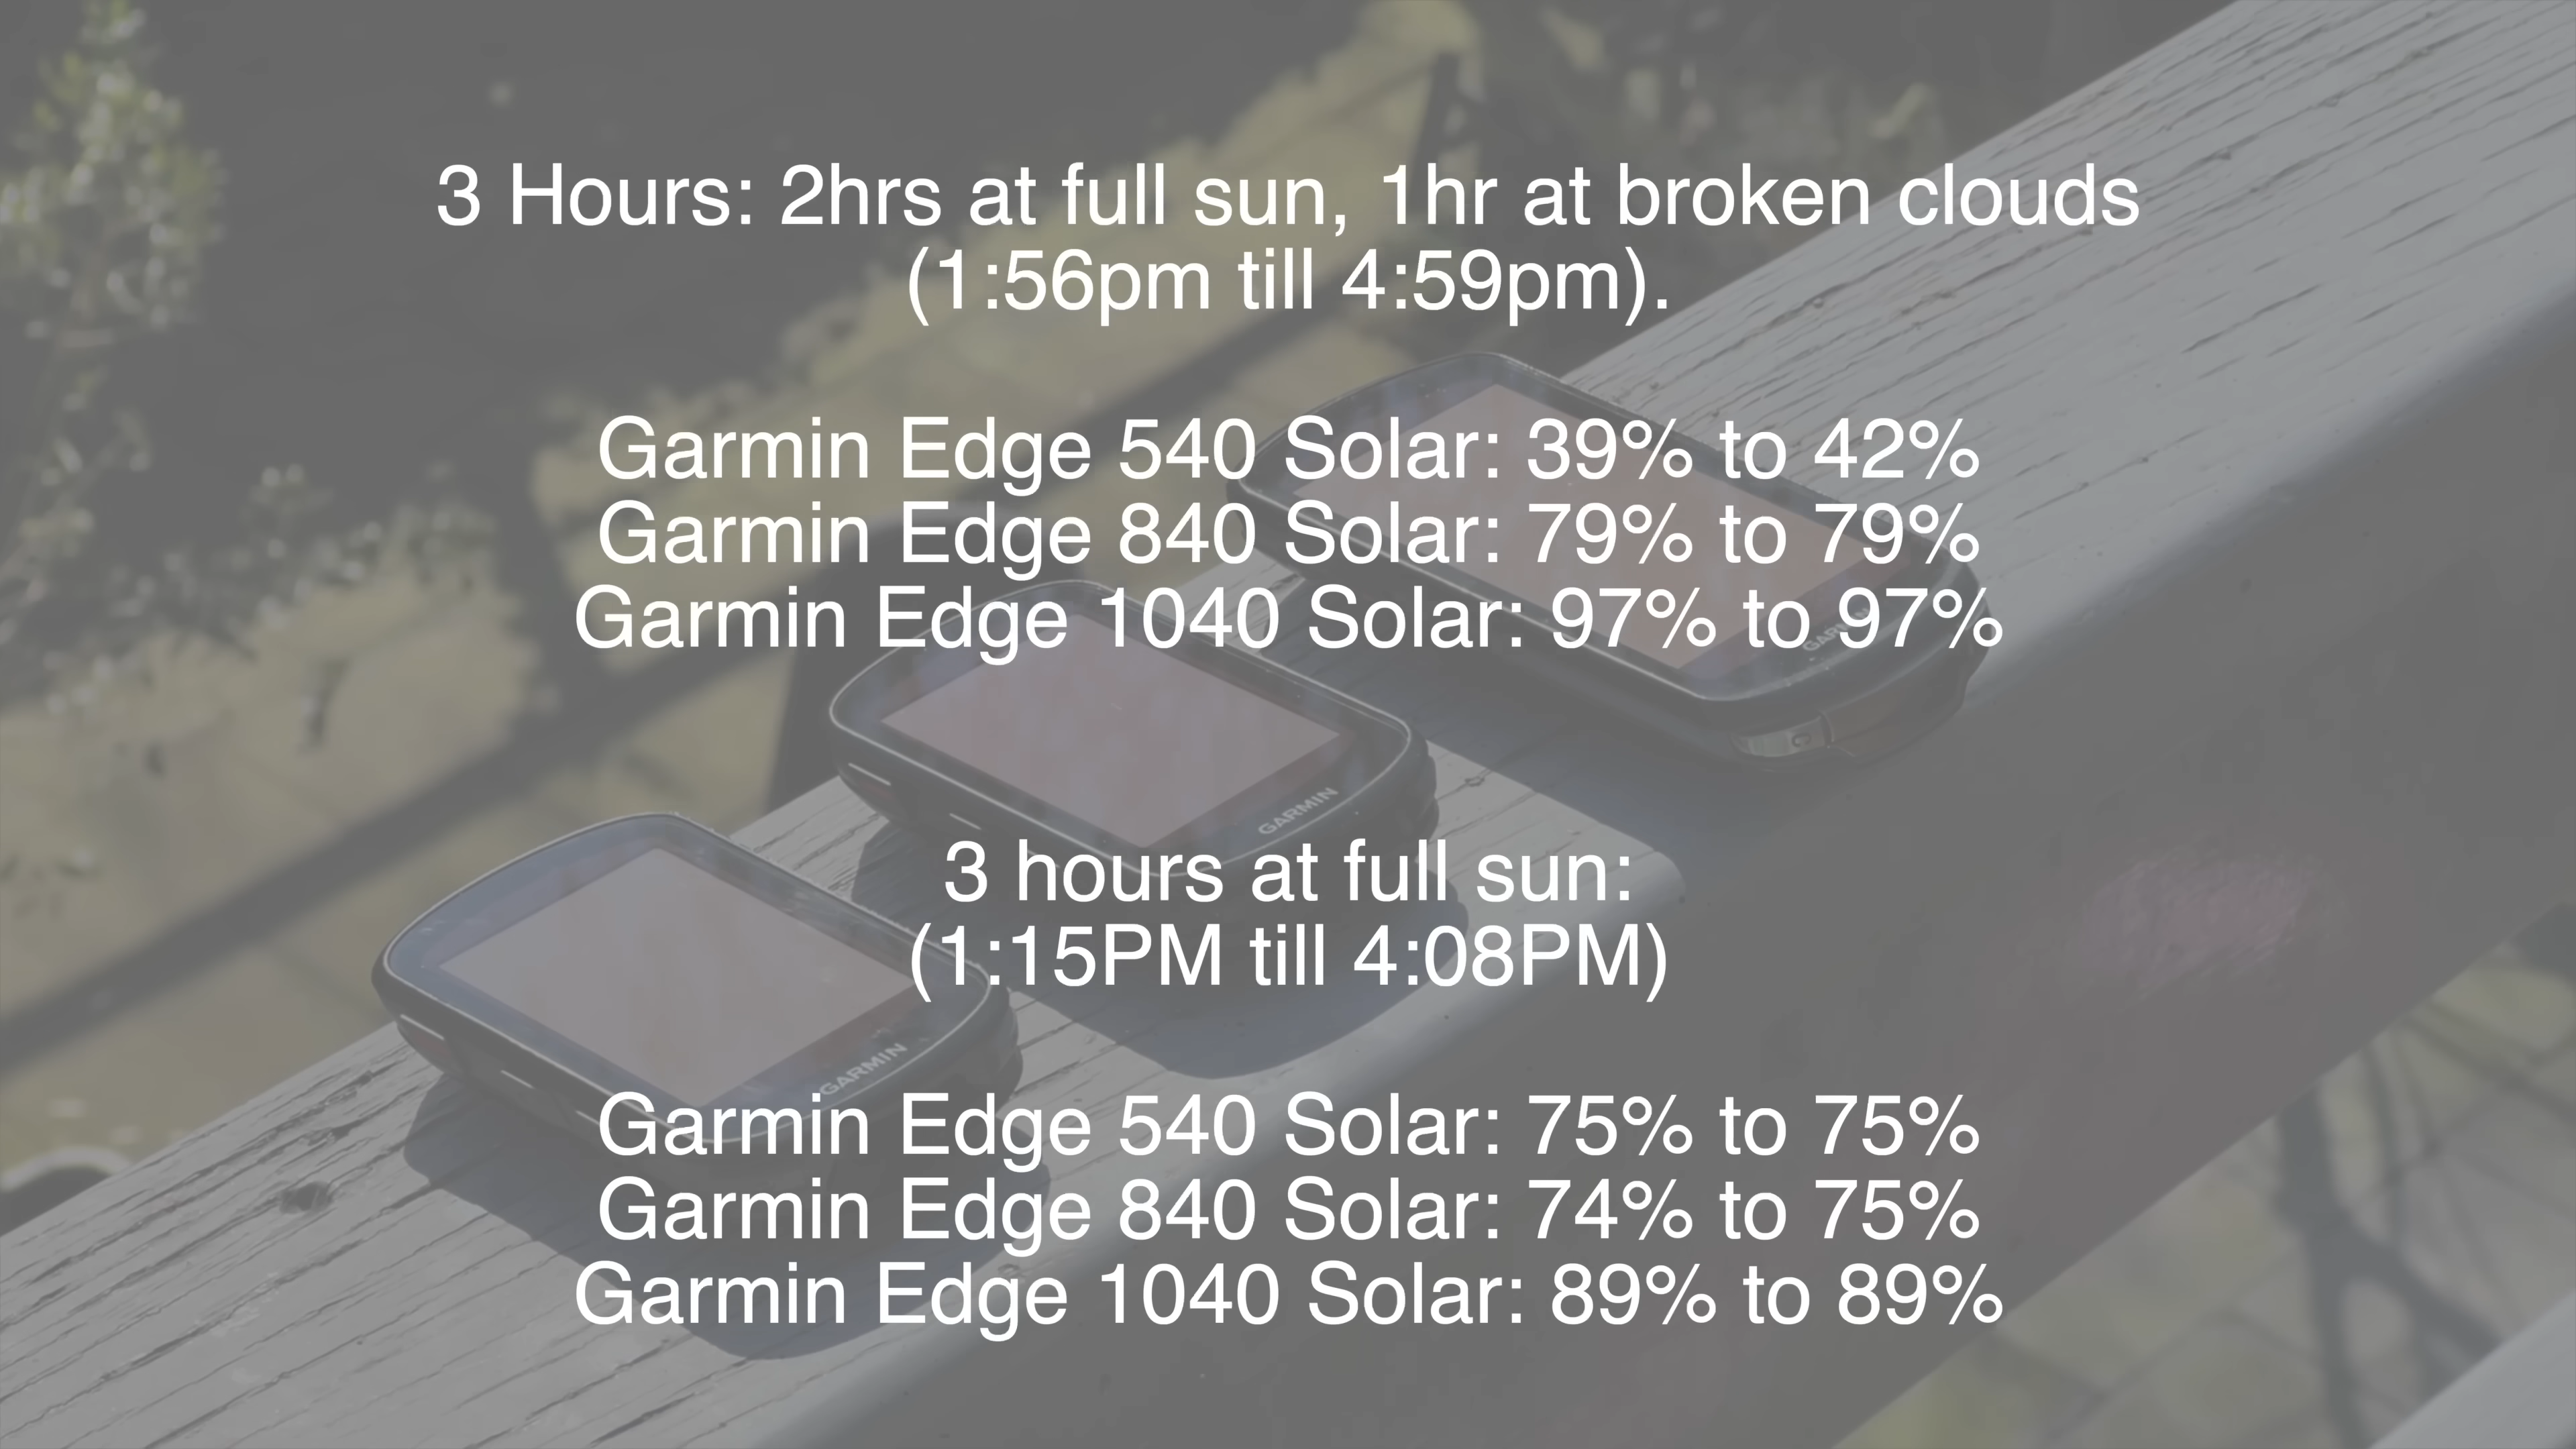 3 Hours: 2hrs at full sun, 1hr at broken clouds
(1:56pm till 4:59pm).
Garmin Edge 540 Solar: 39% to 42%
Garmin Edge 840 Solar: 79% to 79%
Garmin Edge 1040 Solar: 97% to 97%
GARMIN
GARMIN
3 hours at full sun:
(1:15PM till 4:08PM)
GARMIN
Garmin Edge 540 Solar: 75% to 75%
Garmin Edge 840 Solar: 74% to 75%
Garmin Edge 1040 Solar: 89% to 89%